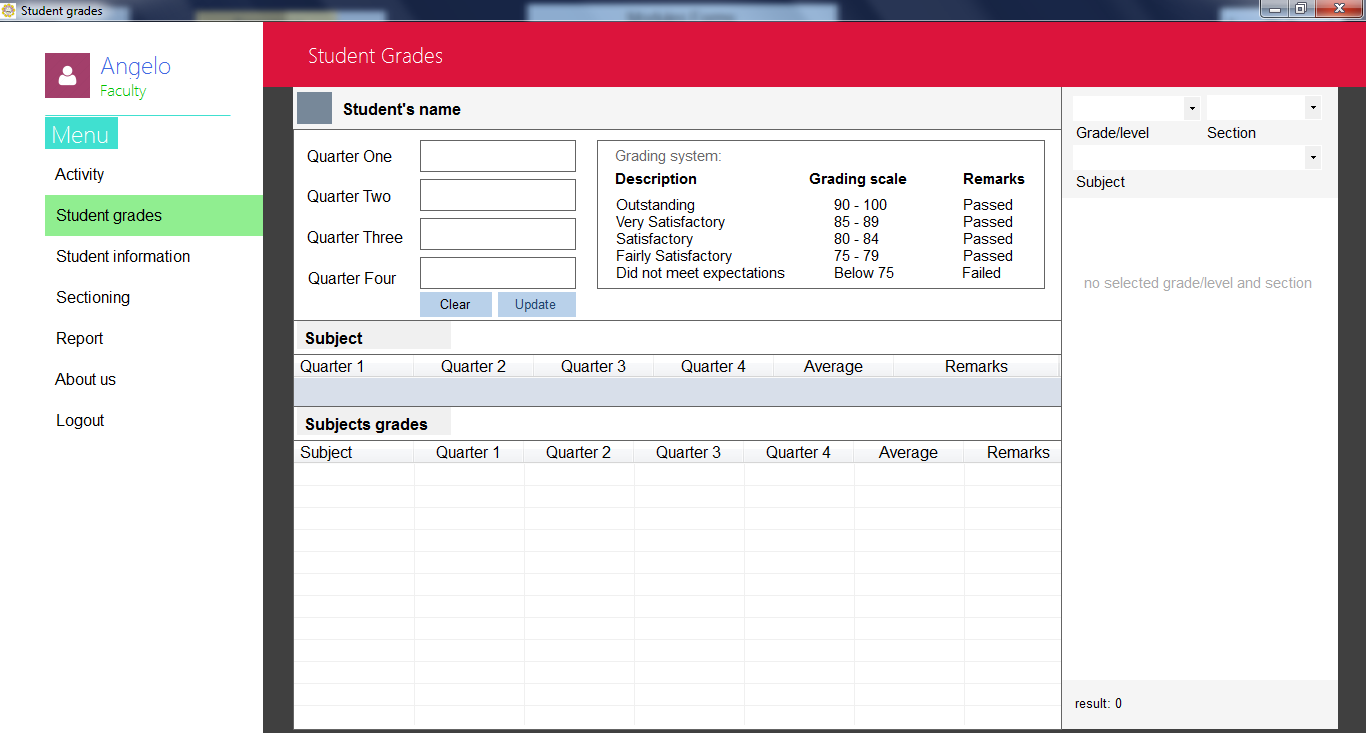 Student grades
Angelo
Faculty
Menu
Activity
Student grades
Student information
Sectioning
Report
About us
Logout
Student Grades
Student's name
Quarter One
Quarter Two
Quarter Three
Quarter Four
Clear Update
Grading system:
Description Grading scale Remarks
Outstanding 90 - 100 Passed
Very Satisfactory 85 - 89 Passed
Satisfactory 80 - 84 Passed
Fairly Satisfactory 75 - 79 Passed
Did not meet expectations Below 75 Failed
Subject
Quarter 1 Quarter 2 Quarter 3 Quarter 4 Average Remarks
Subjects grades
Subject Quarter 1 Quarter 2 Quarter 3 Quarter 4 Average Remarks
Grade/level Section
Subject
no selected grade/level and section
result: 0